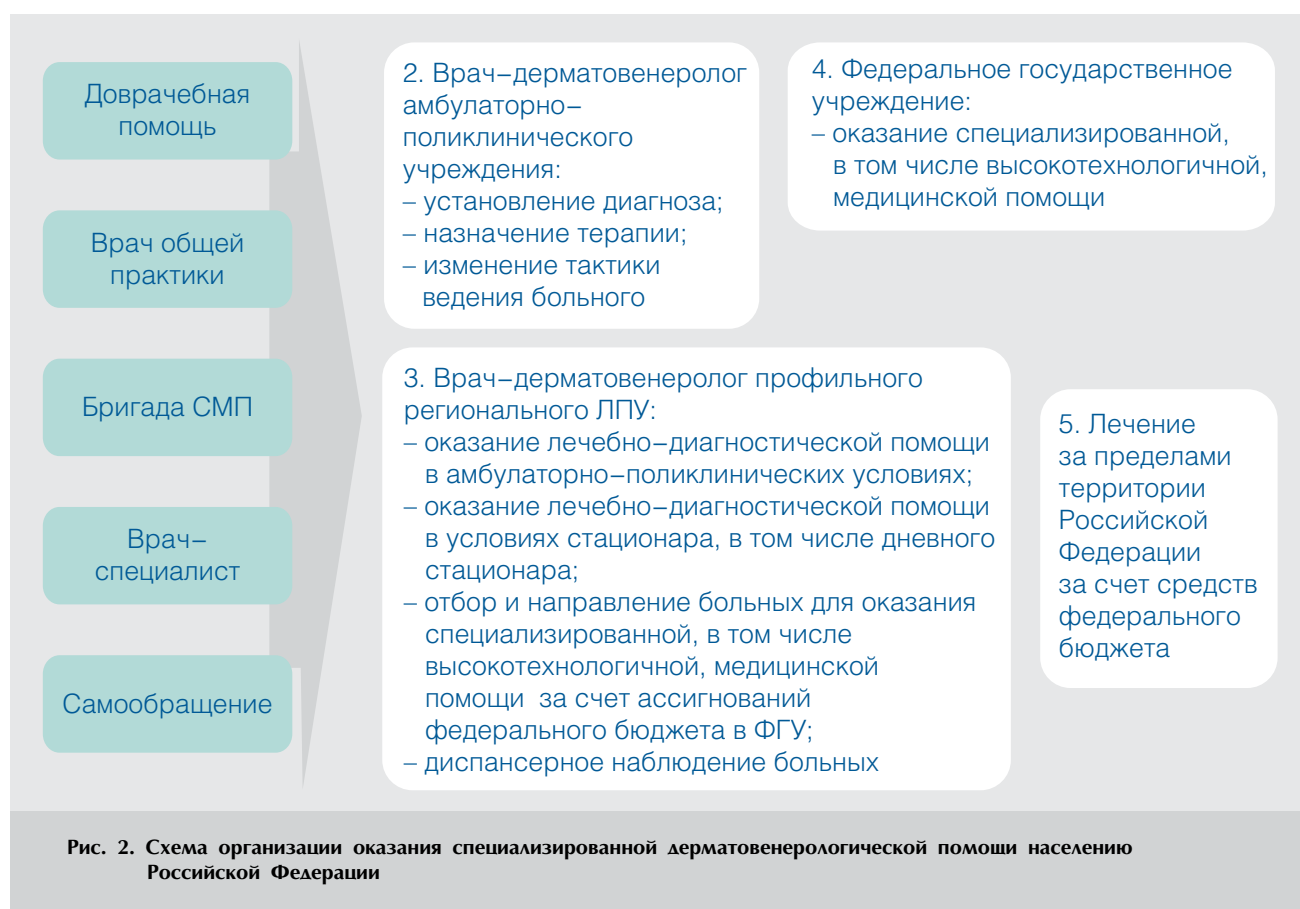 Доврачебная
помощь
Врач общей
практики
Бригада СМП
Врач–
специалист
Самообращение
2. Врач–дерматовенеролог
амбулаторно–
поликлинического
учреждения:
– установление диагноза;
– назначение терапии;
– изменение тактики
ведения больного
4. Федеральное государственное
учреждение:
– оказание специализированной,
в том числе высокотехнологичной,
медицинской помощи
3. Врач–дерматовенеролог профильного
регионального ЛПУ:
– оказание лечебно–диагностической помощи
в амбулаторно–поликлинических условиях;
– оказание лечебно–диагностической помощи
в условиях стационара, в том числе дневного
стационара;
– отбор и направление больных для оказания
специализированной, в том числе
высокотехнологичной, медицинской
помощи за счет ассигнований
федерального бюджета в ФГУ;
– диспансерное наблюдение больных
5. Лечение
за пределами
территории
Российской
Федерации
за счет средств
федерального
бюджета
Рис. 2. Схема организации оказания специализированной дерматовенерологической помощи населению
Российской Федерации